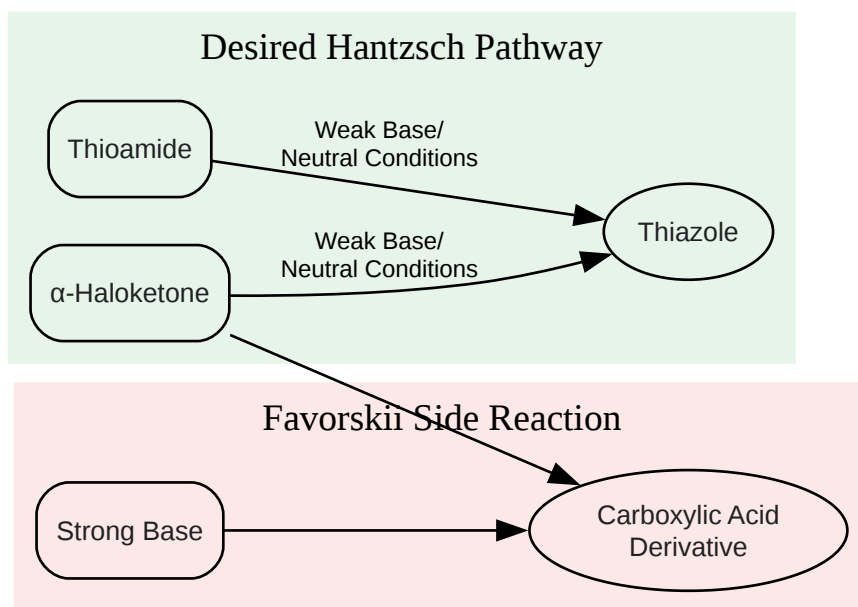 Desired Hantzsch Pathway
Thioamide
Weak Base/
Neutral Conditions
Thiazole
Weak Base/
Neutral Conditions
α-Haloketone
Favorskii Side Reaction
Strong Base
Carboxylic Acid
Derivative